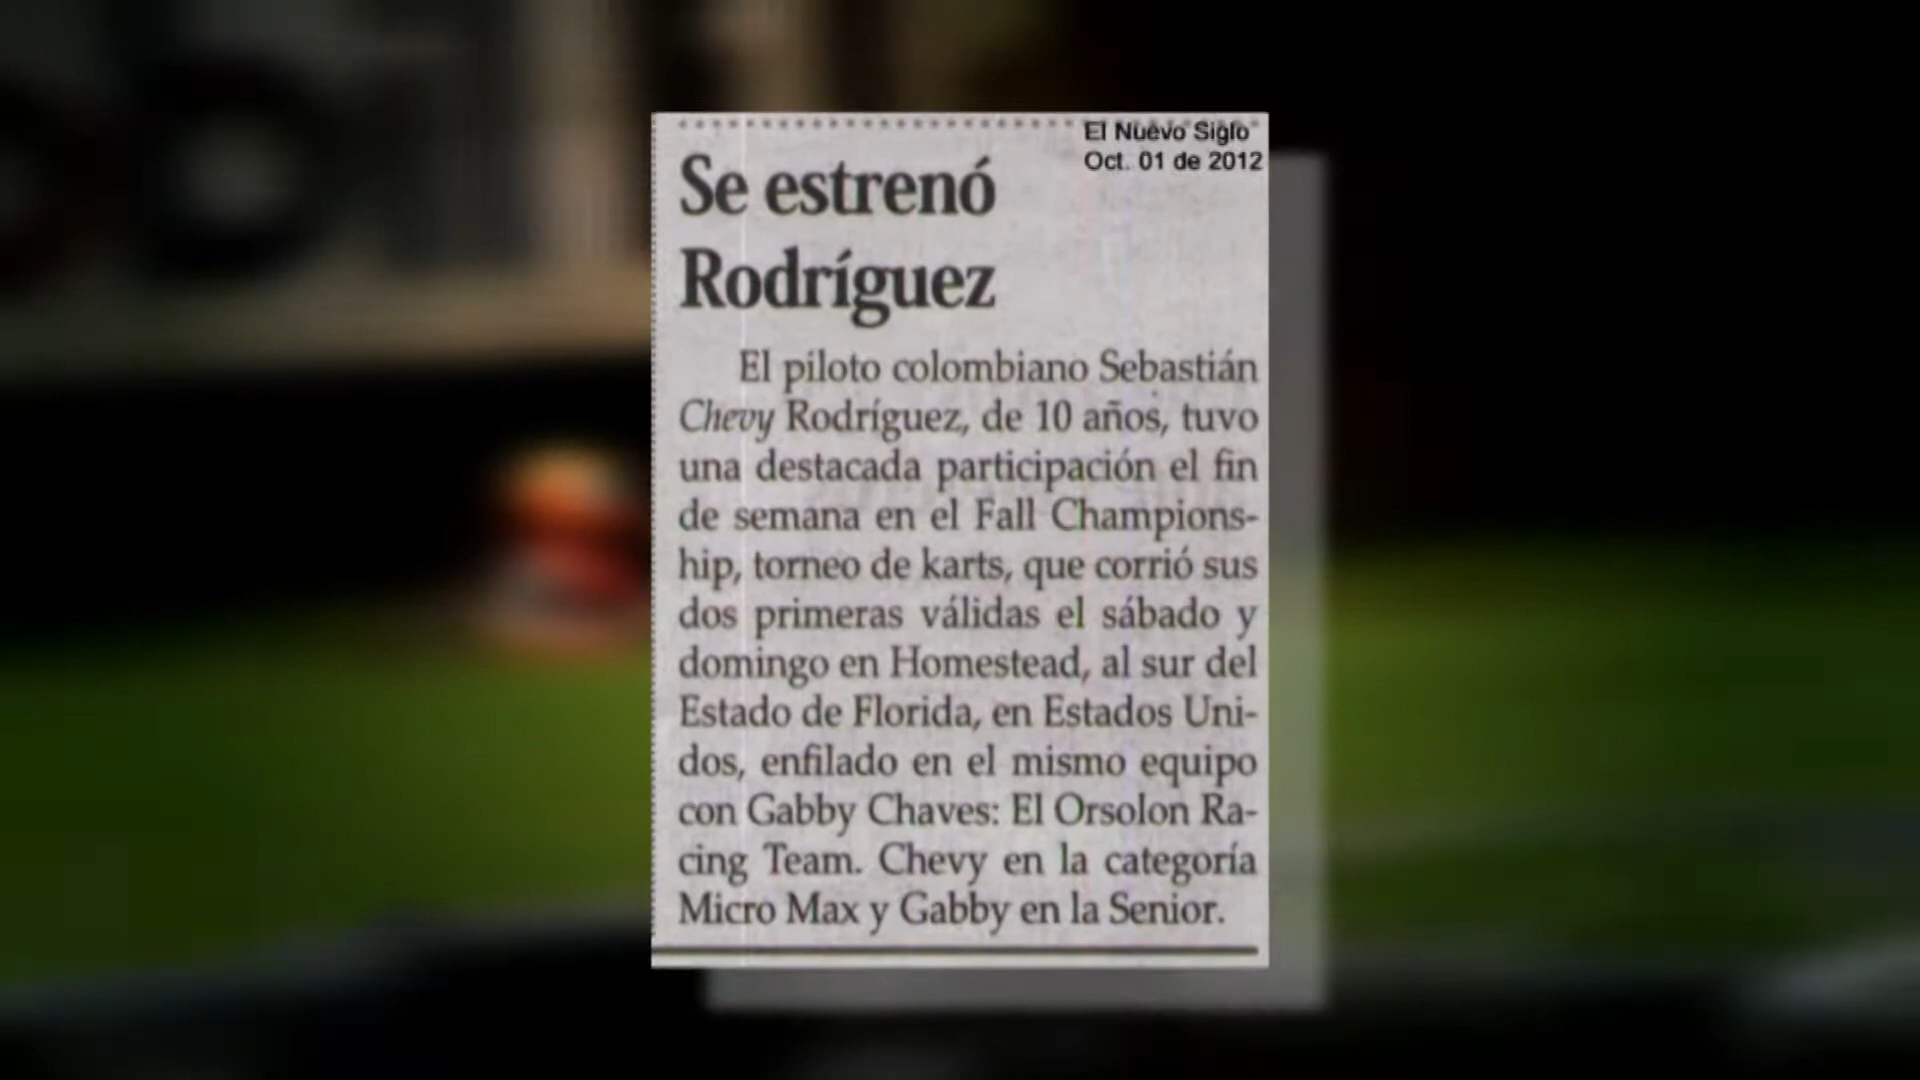 El Nuevo Siglo
Oct. 01 de 2012
Se estrenó
Rodríguez
El piloto colombiano Sebastián
Chevy Rodríguez, de 10 años, tuvo
una destacada participación el fin
de semana en el Fall Champions-
hip, torneo de karts, que corrió sus
dos primeras válidas el sábado y
domingo en Homestead, al sur del
Estado de Florida, en Estados Uni-
dos, enfilado en el mismo equipo
con Gabby Chaves: El Orsolon Ra-
cing Team. Chevy en la categoría
Micro Max y Gabby en la Senior.